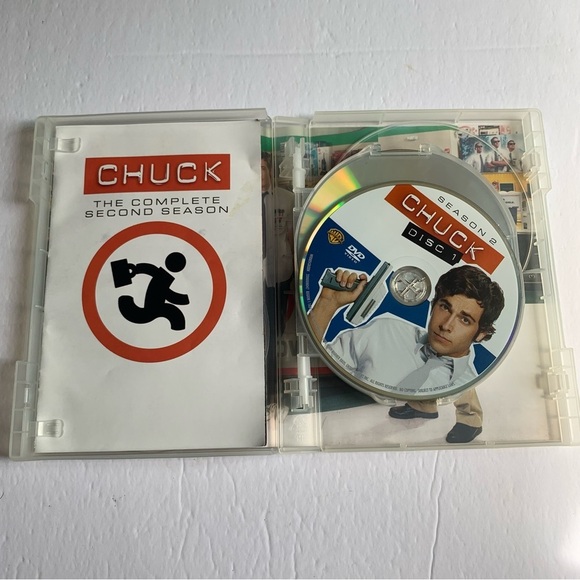 CHUCK
THE COMPLETE
SECOND SEASON
SEASON 2
CHUCK
DISC 1
DVD